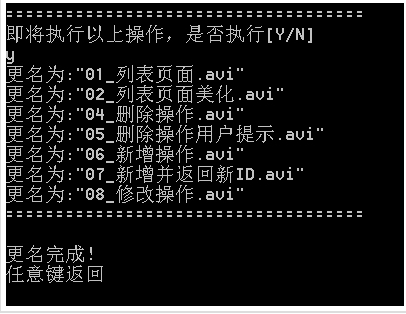 ------------------------------------
即将执行以上操作，是否执行[Y/N]
y
更名为:"01_列表页面.avi"
更名为:"02_列表页面美化.avi"
更名为:"04_删除操作.avi"
更名为:"05_删除操作用户提示.avi"
更名为:"06_新增操作.avi"
更名为:"07_新增并返回新ID.avi"
更名为:"08_修改操作.avi"
------------------------------------
更名完成!
任意键返回